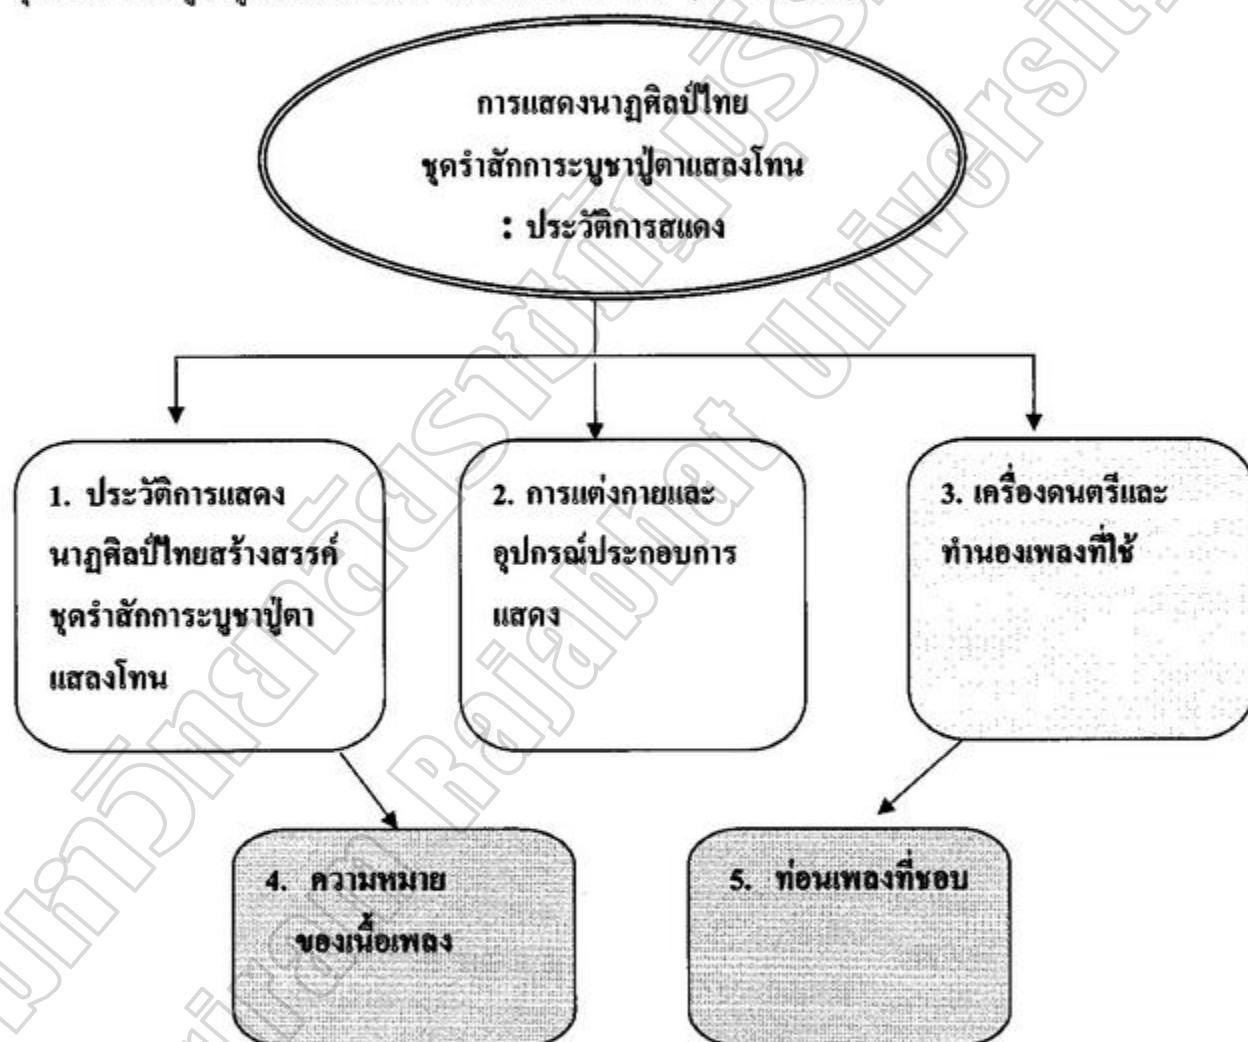 การแสดงนาฏศิลป์ไทย
ชุดรำสักการะบูชาปู่ตาแสลงโทน
: ประวัติการสแดง
1. ประวัติการแสดง
นาฏศิลป์ไทยสร้างสรรค์
ชุดรำสักการะบูชาปู่ตา
แสลงโทน
2. การแต่งกายและ
อุปกรณ์ประกอบการ
แสดง
3. เครื่องดนตรีและ
ทำนองเพลงที่ใช้
4. ความหมาย
ของเนื้อเพลง
5. ท่อนเพลงที่ชอบ
Rajabhat University